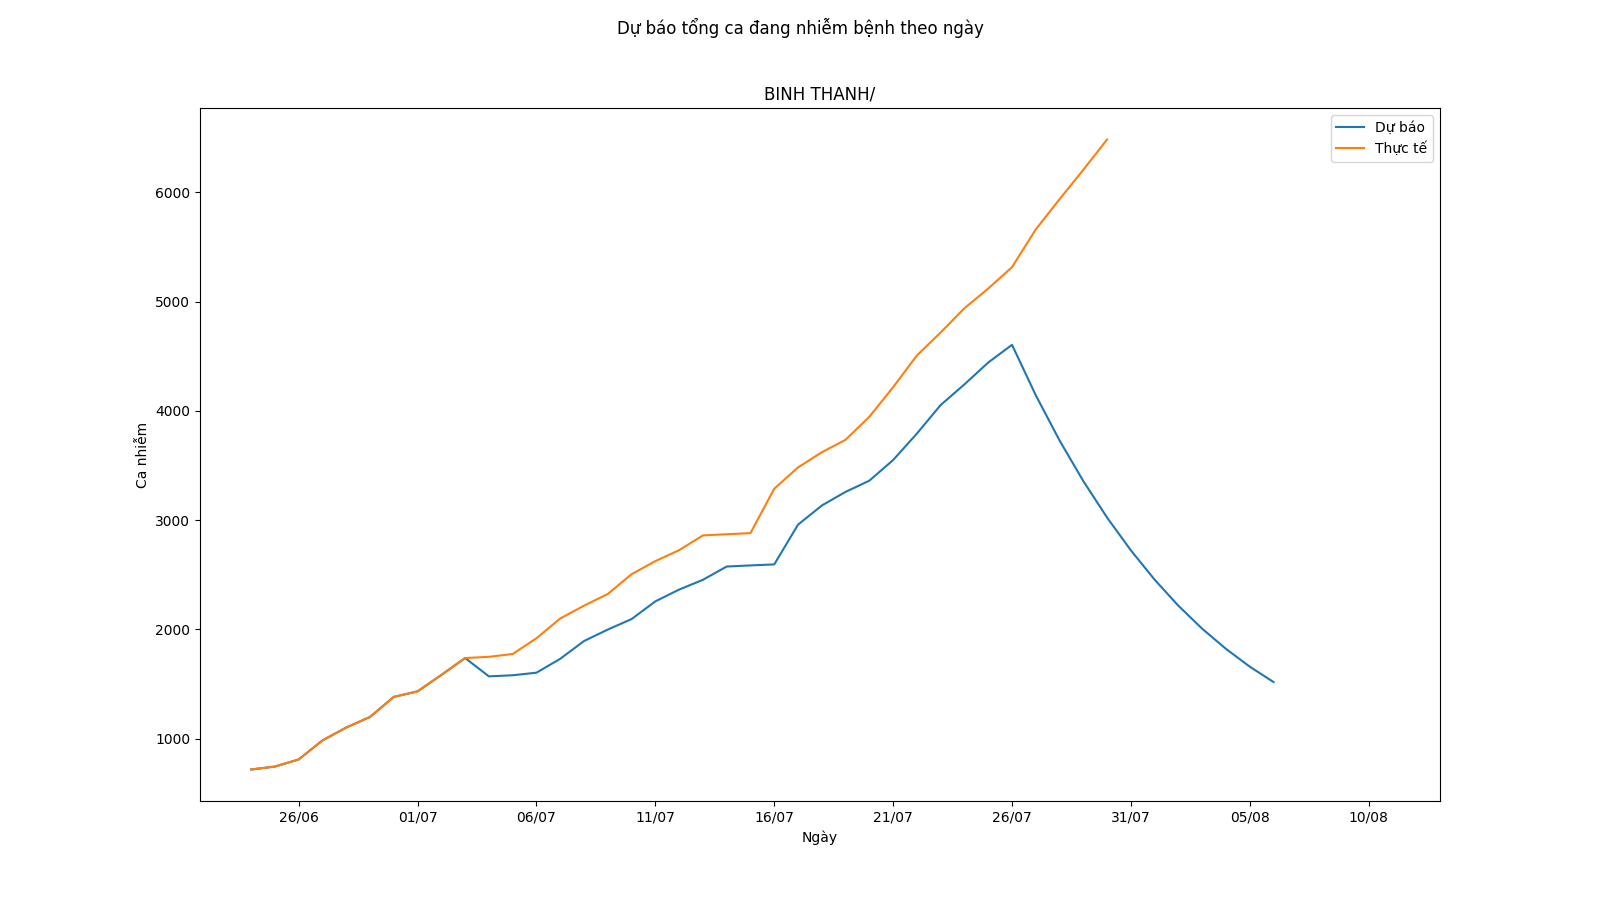 Dự báo tổng ca đang nhiễm bệnh theo ngày
BINH THANH/
Dự báo
Thực tế
6000
5000
4000
3000
2000
1000
Ca nhiễm
26/06 01/07 06/07 11/07 16/07 21/07 26/07 31/07 05/08 10/08
Ngày